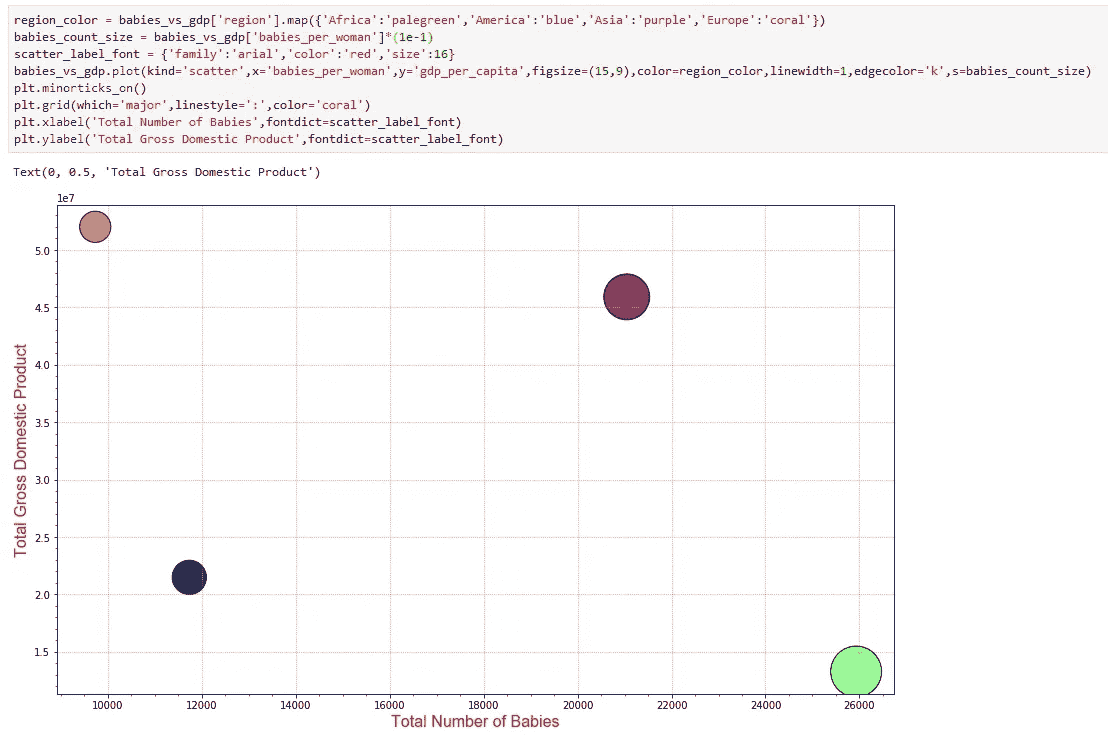 region_color = babies_vs_gdp['region'].map({'Africa':'palegreen','America':'blue','Asia':'purple','Europe':'coral'})
babies_count_size = babies_vs_gdp['babies_per_woman']*(1e-1)
scatter_label_font = {'family':'arial','color':'red','size':16}
babies_vs_gdp.plot(kind='scatter',x='babies_per_woman',y='gdp_per_capita',figsize=(15,9),color=region_color,linewidth=1,edgecolor='k',s=babies_count_size)
plt.minorticks_on()
plt.grid(which='major',linestyle=':',color='coral')
plt.xlabel('Total Number of Babies',fontdict=scatter_label_font)
plt.ylabel('Total Gross Domestic Product',fontdict=scatter_label_font)
Text(0, 0.5, 'Total Gross Domestic Product')
1e7
5.0
4.5
4.0
3.5
3.0
2.5
2.0
1.5
Total Gross Domestic Product
10000 12000 14000 16000 18000 20000 22000 24000 26000
Total Number of Babies